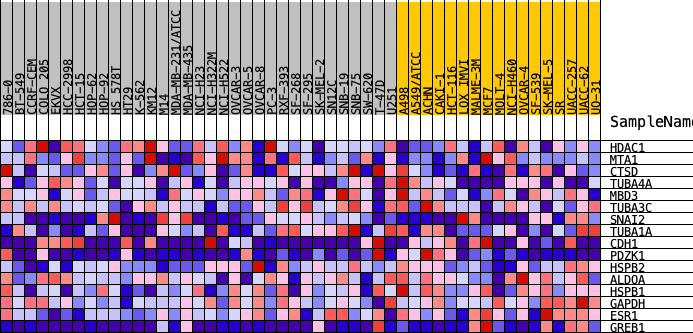 786-0
BT-549
CCRF-CEM
COLO 205
EKVX
HCC-2998
HCT-15
HOP-62
HOP-92
HS 578T
HT29
K-562
KM12
M14
MDA-MB-231/ATCC
MDA-MB-435
NCI-H23
NCI-H322M
NCI-H522
OVCAR-3
OVCAR-5
OVCAR-8
PC-3
RXF-393
SF-268
SF-295
SK-MEL-2
SN12C
SNB-19
SNB-75
SW-620
T-47D
U251
A498
A549/ATCC
ACHN
CAKI-1
HCT-116
LOX IMVI
MALME-3M
MCF7
MOLT-4
NCI-H460
OVCAR-4
SF-539
SK-MEL-5
SR
UACC-257
UACC-62
UO-31
SampleName
HDAC1
MTA1
CTSD
TUBA4A
MBD3
TUBA3C
SNAI2
TUBA1A
CDH1
PDZK1
HSPB2
ALDOA
HSPB1
GAPDH
ESR1
GREB1